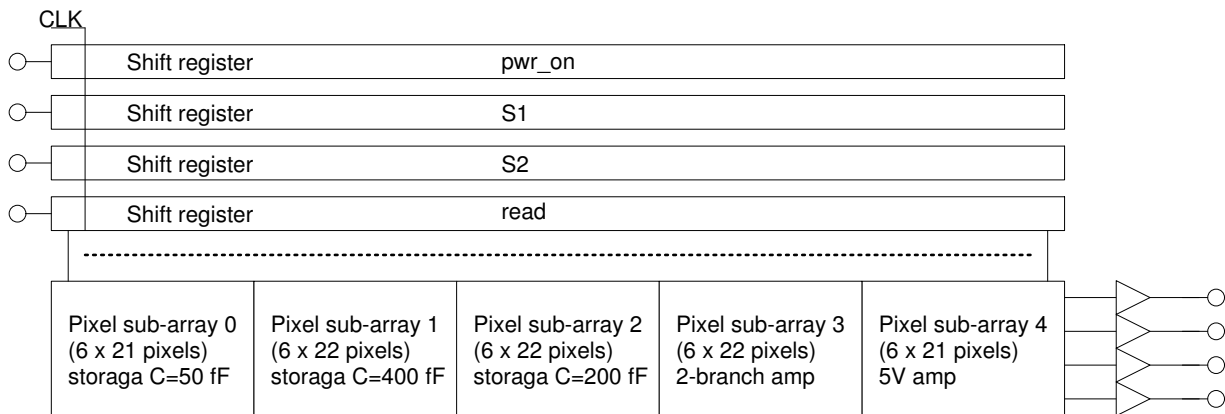 CLK
Shift register pwr_on
Shift register S1
Shift register S2
Shift register read
Pixel sub-array 0
(6 x 21 pixels)
storaga C=50 fF
Pixel sub-array 1
(6 x 22 pixels)
storaga C=400 fF
Pixel sub-array 2
(6 x 22 pixels)
storaga C=200 fF
Pixel sub-array 3
(6 x 22 pixels)
2-branch amp
Pixel sub-array 4
(6 x 21 pixels)
5V amp